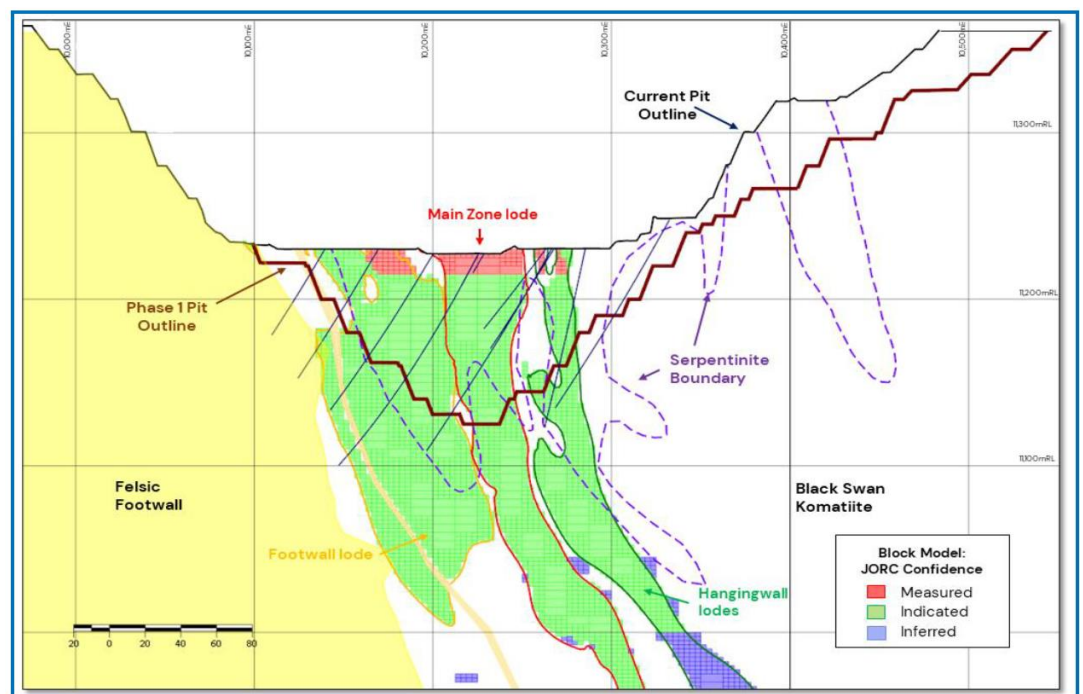 10,000mE
10,100mE
10,200mE
10,300mE
10,400mE
10,500mE
Current Pit
Outline
11,300mRL
Main Zone lode
Phase 1 Pit
Outline
11,200mRL
Serpentinite
Boundary
11,100mRL
Felsic
Footwall
Black Swan
Komatiite
Footwall lode
Hangingwall
lodes
Block Model:
JORC Confidence
Measured
Indicated
Inferred
20 0 20 40 60 80